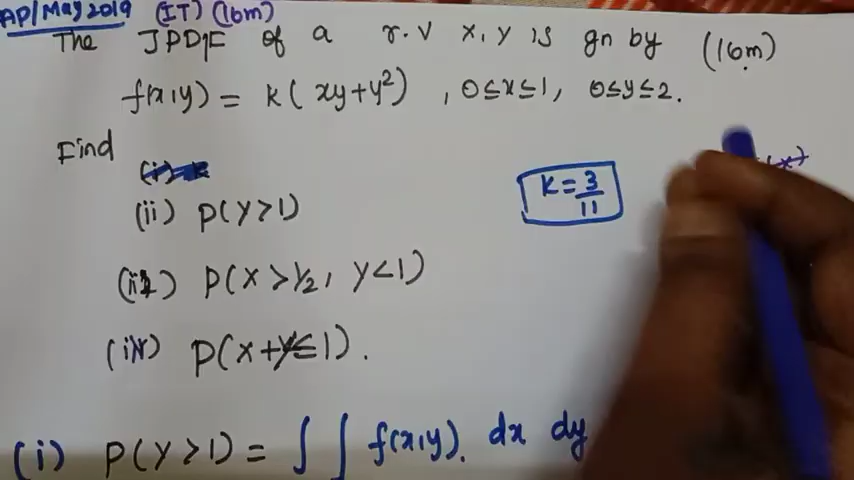 AP/May 2019 (IT) (16m)
The JPDF of a r.v X, Y is gn by (16m)
f(x,y) = k( xy+y²) , 0≤x≤1, 0≤y≤2.
Find
(i) k
K = 3/11
(ii) P(Y>1)
(iii) P(X>1/2, Y<1)
(iv) P(X+Y≤1).
(i) P(Y>1) = ∫ ∫ f(x,y). dx dy